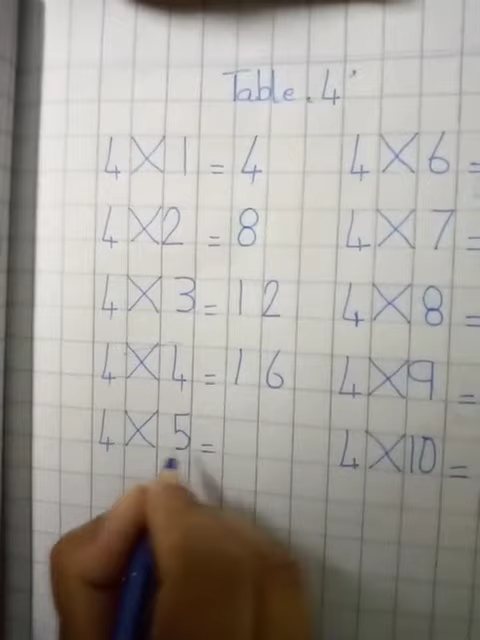 Table. 4
4 X 1 = 4
4 X 2 = 8
4 X 3 = 12
4 X 4 = 16
4 X 5 =
4 X 6 =
4 X 7 =
4 X 8 =
4 X 9 =
4 X 10 =